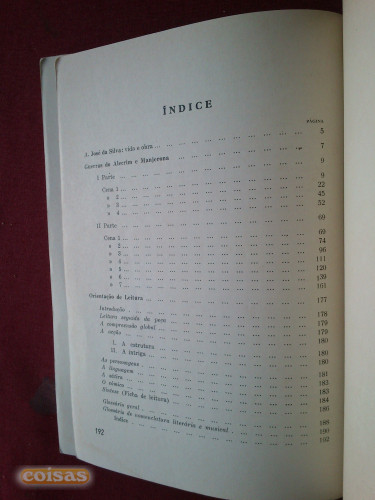 ÍNDICE
PÁGINA
A. José da Silva: vida e obra ... 5
Guerras do Alecrim e Manjerona ... 7
I Parte ... 9
Cena 1 ... 9
» 2 ... 22
» 3 ... 45
» 4 ... 52
II Parte ... 69
Cena 1 ... 69
» 2 ... 74
» 3 ... 96
» 4 ... 111
» 5 ... 126
» 6 ... 139
» 7 ... 163
Orientação de Leitura ... 177
Introdução ... 178
Leitura seguida da peça ... 178
A compreensão global ... 179
A acção ... 179
I. A estrutura ... 180
II. A intriga ... 180
As personagens ... 180
A linguagem ... 181
A sátira ... 182
O cómico ... 183
Síntese (Ficha de leitura) ... 184
Glossário geral ... 188
Glossário de nomenclatura literária e musical ... 190
Índice ... 192
192
coisas